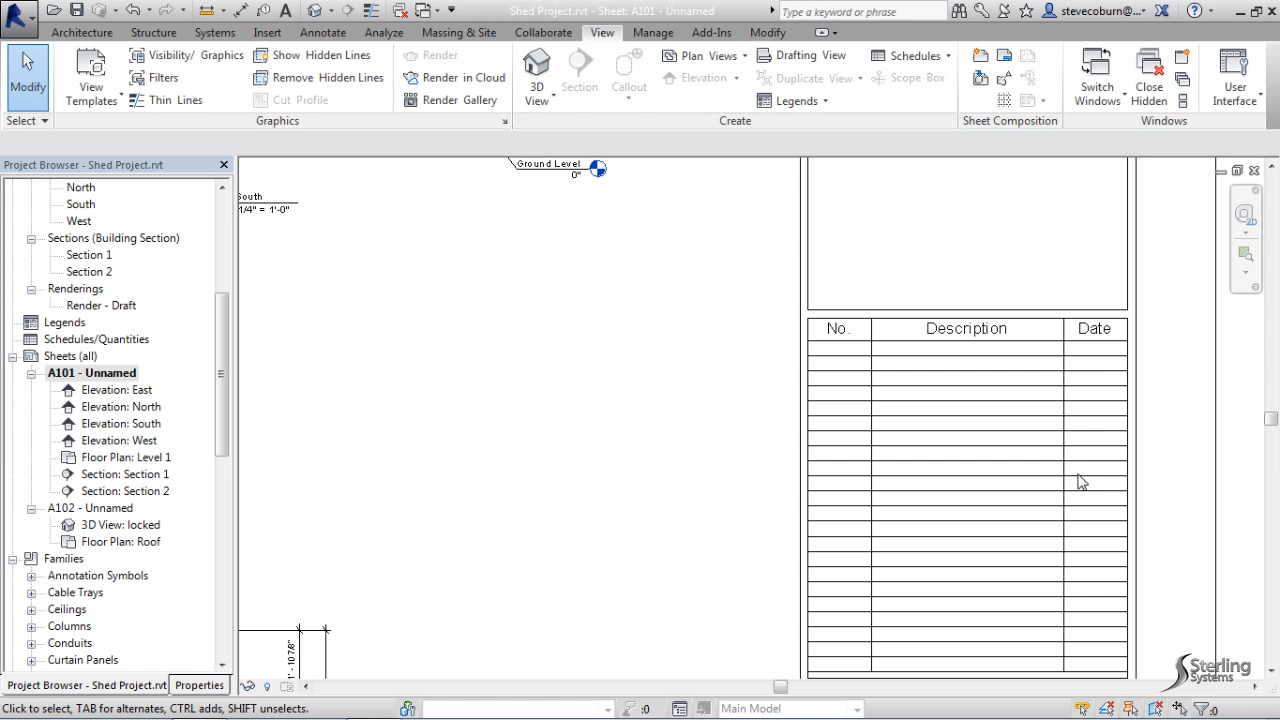 Shed Project.rvt - Sheet: A101 - Unnamed
Type a keyword or phrase
stevecoburn@...
Architecture Structure Systems Insert Annotate Analyze Massing & Site Collaborate View Manage Add-Ins Modify
Modify
Select
View Templates
Visibility/ Graphics
Filters
Thin Lines
Show Hidden Lines
Remove Hidden Lines
Cut Profile
Graphics
Render
Render in Cloud
Render Gallery
3D View
Section
Callout
Plan Views
Elevation
Drafting View
Duplicate View
Legends
Schedules
Scope Box
Create
Sheet Composition
Switch Windows
Close Hidden
User Interface
Windows
Project Browser - Shed Project.rvt
North
South
West
Sections (Building Section)
Section 1
Section 2
Renderings
Render - Draft
Legends
Schedules/Quantities
Sheets (all)
A101 - Unnamed
Elevation: East
Elevation: North
Elevation: South
Elevation: West
Floor Plan: Level 1
Section: Section 1
Section: Section 2
A102 - Unnamed
3D View: locked
Floor Plan: Roof
Families
Annotation Symbols
Cable Trays
Ceilings
Columns
Conduits
Curtain Panels
Project Browser - Shed Project.rvt Properties
Ground Level
0"
South
1/4" = 1'-0"
No. Description Date
2D
Sterling
Systems
Click to select, TAB for alternates, CTRL adds, SHIFT unselects.
:0
Main Model
:0